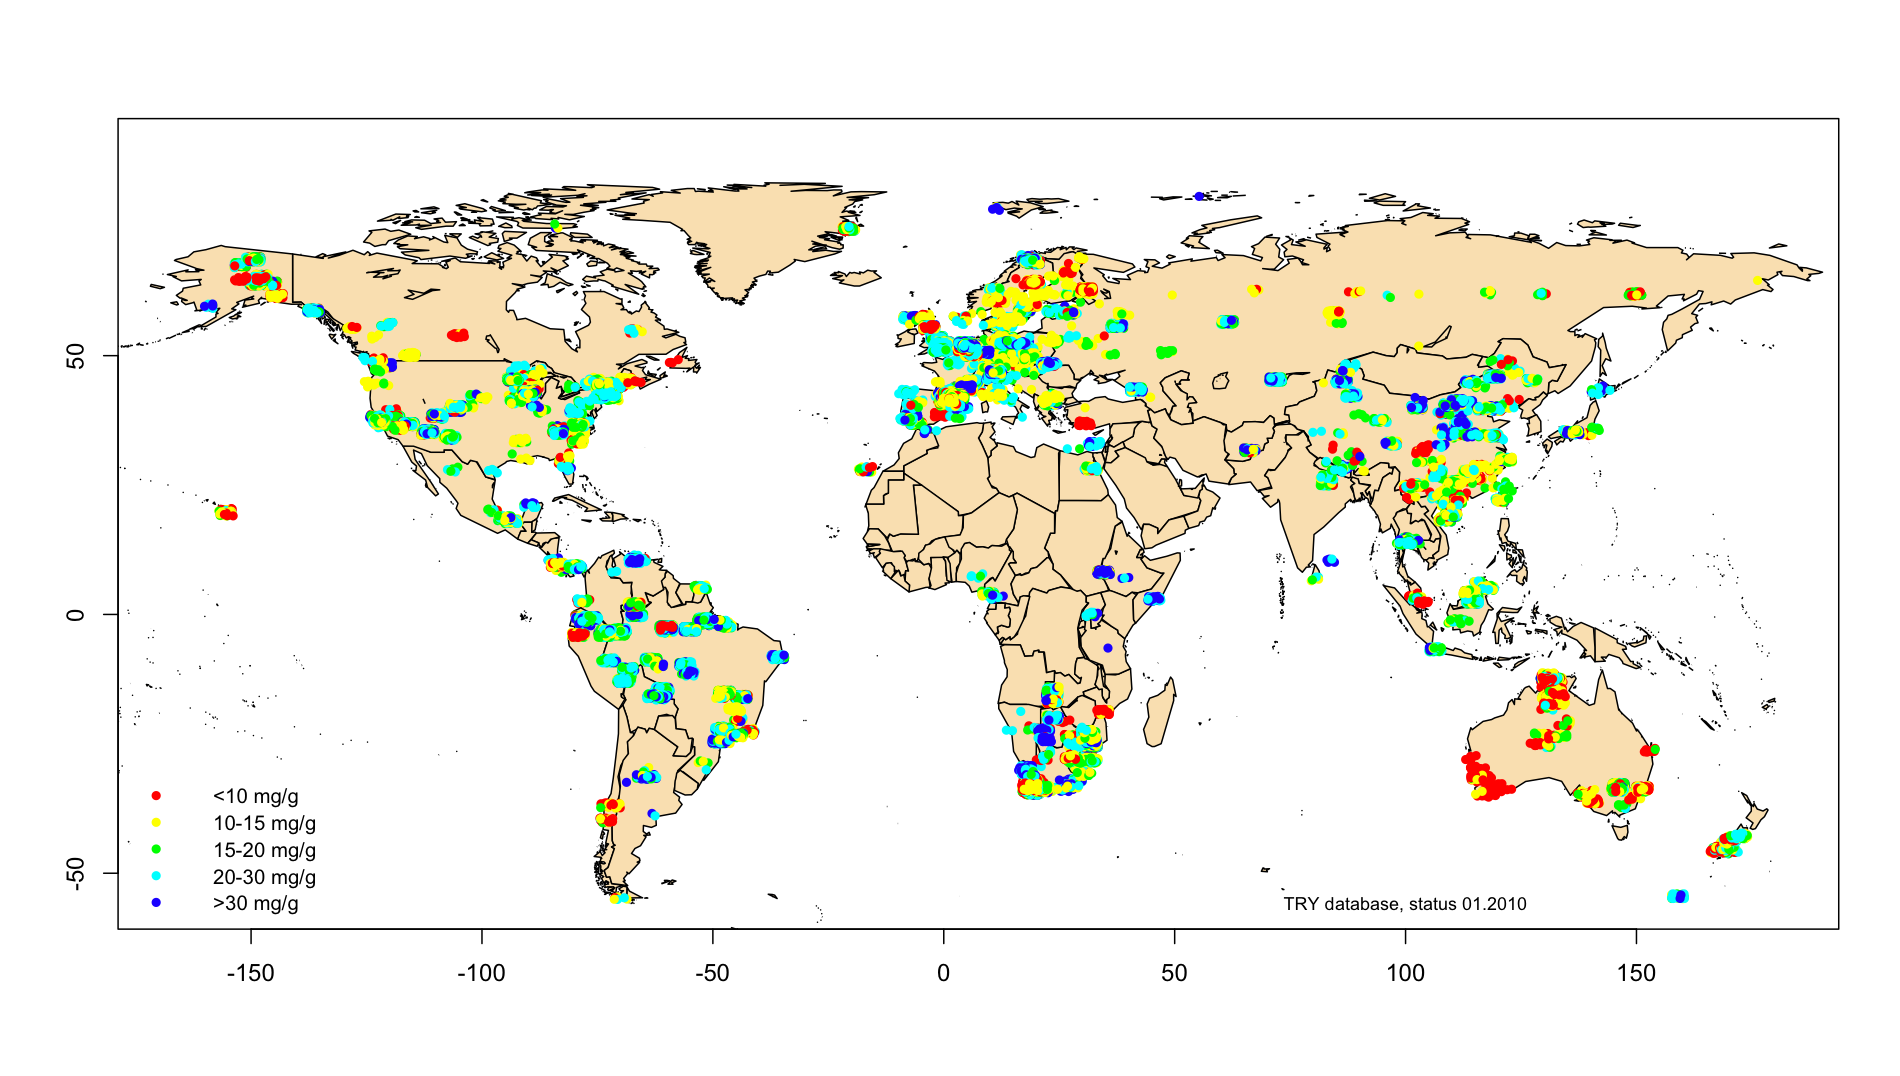 50
0
-50
<10 mg/g
10-15 mg/g
15-20 mg/g
20-30 mg/g
>30 mg/g
TRY database, status 01.2010
-150 -100 -50 0 50 100 150